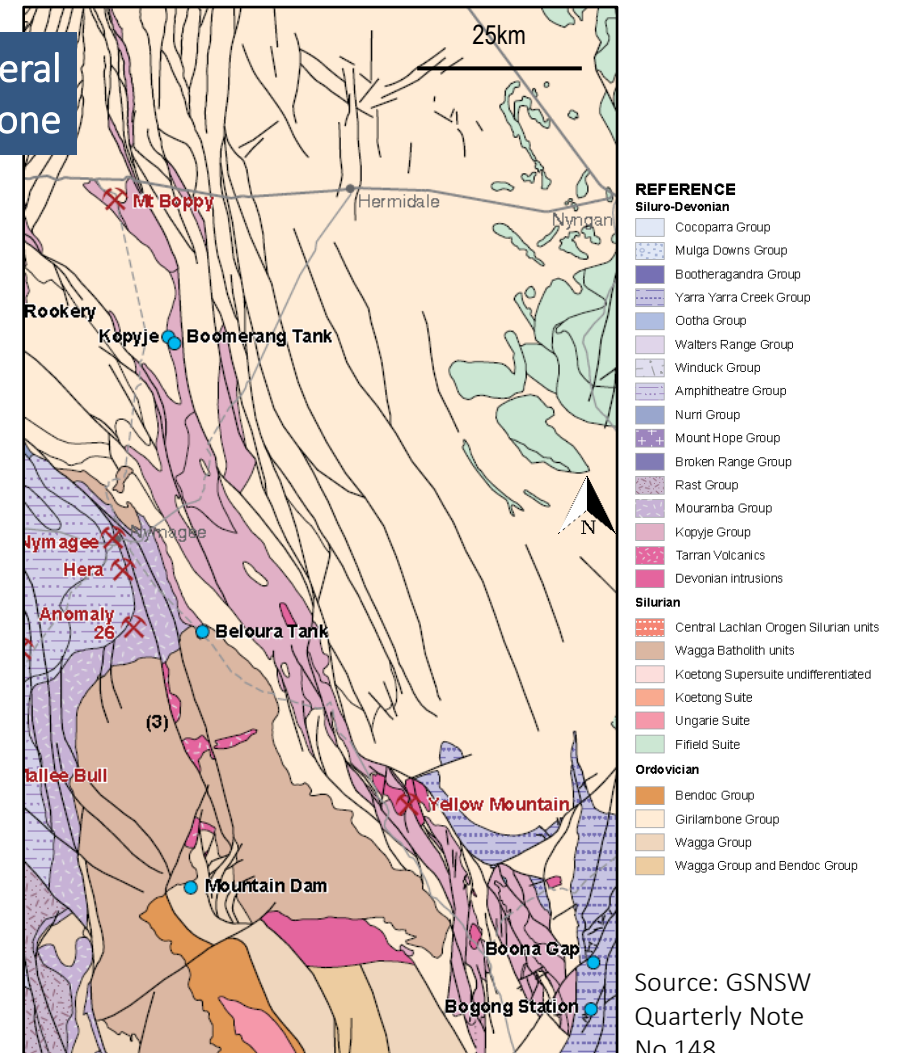 eral
one
25km
Mt Boppy
Hermidale
Nyngan
Rookery
Kopyje
Boomerang Tank
N
Nymagee
Nymagee
Hera
Anomaly
26
Beloura Tank
(3)
Mallee Bull
Yellow Mountain
Mountain Dam
Boona Gap
Bogong Station
REFERENCE
Siluro-Devonian
Cocoparra Group
Mulga Downs Group
Bootheragandra Group
Yarra Yarra Creek Group
Ootha Group
Walters Range Group
Winduck Group
Amphitheatre Group
Nurri Group
Mount Hope Group
Broken Range Group
Rast Group
Mouramba Group
Kopyje Group
Tarran Volcanics
Devonian intrusions
Silurian
Central Lachlan Orogen Silurian units
Wagga Batholith units
Koetong Supersuite undifferentiated
Koetong Suite
Ungarie Suite
Fifield Suite
Ordovician
Bendoc Group
Girilambone Group
Wagga Group
Wagga Group and Bendoc Group
Source: GSNSW
Quarterly Note
No 148